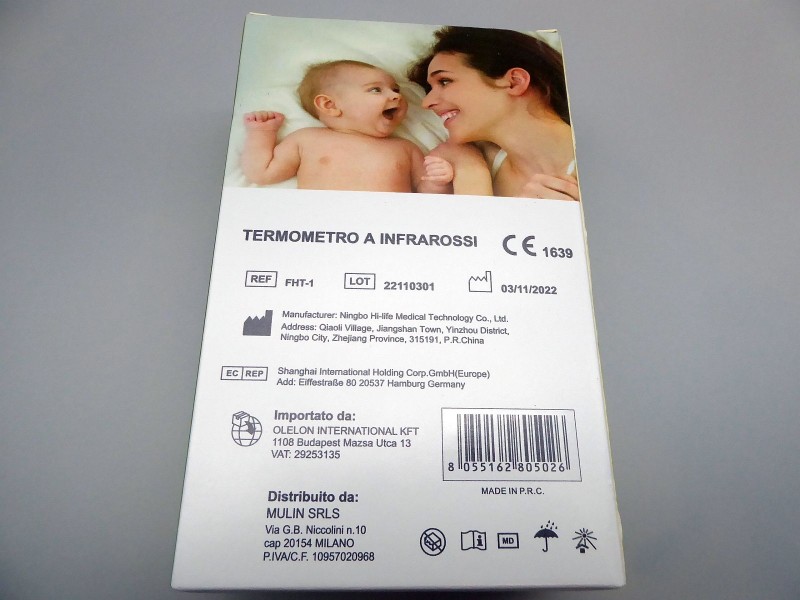 TERMOMETRO A INFRAROSSI
CE 1639
REF FHT-1
LOT 22110301
03/11/2022
Manufacturer: Ningbo Hi-life Medical Technology Co., Ltd.
Address: Qiaoli Village, Jiangshan Town, Yinzhou District,
Ningbo City, Zhejiang Province, 315191, P.R.China
EC REP
Shanghai International Holding Corp.GmbH(Europe)
Add: Eiffestraße 80 20537 Hamburg Germany
Importato da:
OLELON INTERNATIONAL KFT
1108 Budapest Mazsa Utca 13
VAT: 29253135
8 055162 805026
MADE IN P.R.C.
Distribuito da:
MULIN SRLS
Via G.B. Niccolini n.10
cap 20154 MILANO
P.IVA/C.F. 10957020968
MD